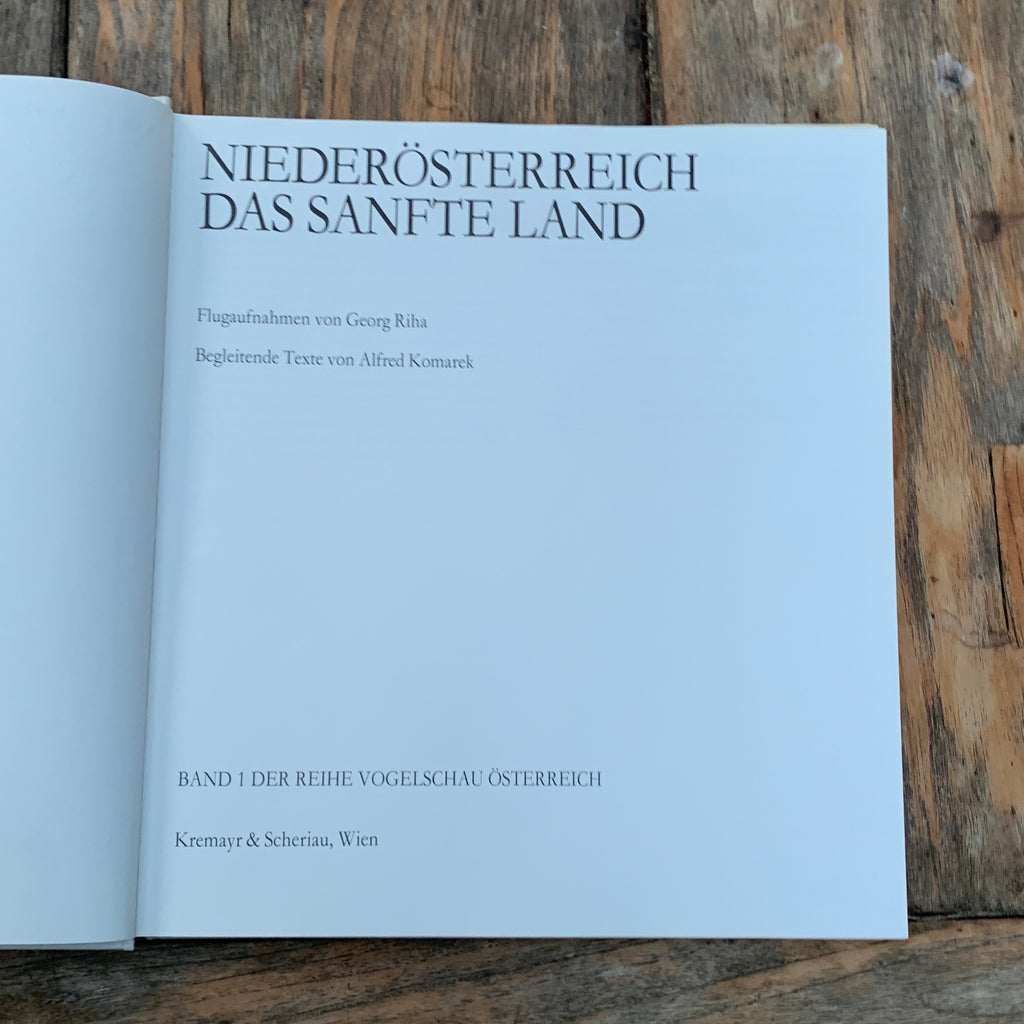 NIEDERÖSTERREICH
DAS SANFTE LAND
Flugaufnahmen von Georg Riha
Begleitende Texte von Alfred Komarek
BAND 1 DER REIHE VOGELSCHAU ÖSTERREICH
Kremayr & Scheriau, Wien